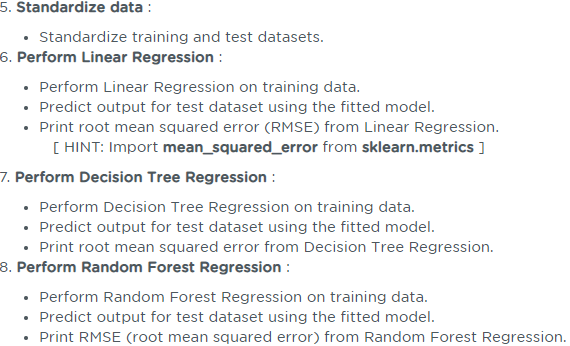 5. Standardize data :
• Standardize training and test datasets.
6. Perform Linear Regression :
• Perform Linear Regression on training data.
• Predict output for test dataset using the fitted model.
• Print root mean squared error (RMSE) from Linear Regression.
[ HINT: Import mean_squared_error from sklearn.metrics ]
7. Perform Decision Tree Regression :
• Perform Decision Tree Regression on training data.
• Predict output for test dataset using the fitted model.
• Print root mean squared error from Decision Tree Regression.
8. Perform Random Forest Regression :
• Perform Random Forest Regression on training data.
• Predict output for test dataset using the fitted model.
• Print RMSE (root mean squared error) from Random Forest Regression.